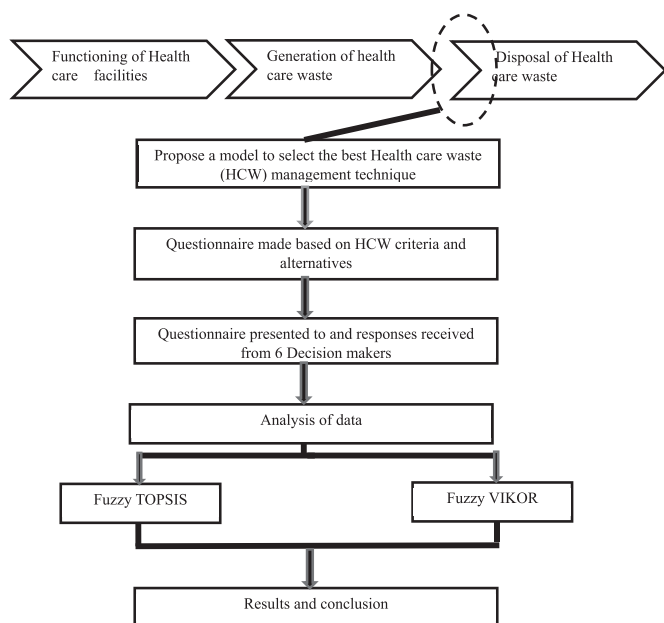 Functioning of Health
care facilities
Generation of health
care waste
Disposal of Health
care waste
Propose a model to select the best Health care waste
(HCW) management technique
Questionnaire made based on HCW criteria and
alternatives
Questionnaire presented to and responses received
from 6 Decision makers
Analysis of data
Fuzzy TOPSIS
Fuzzy VIKOR
Results and conclusion